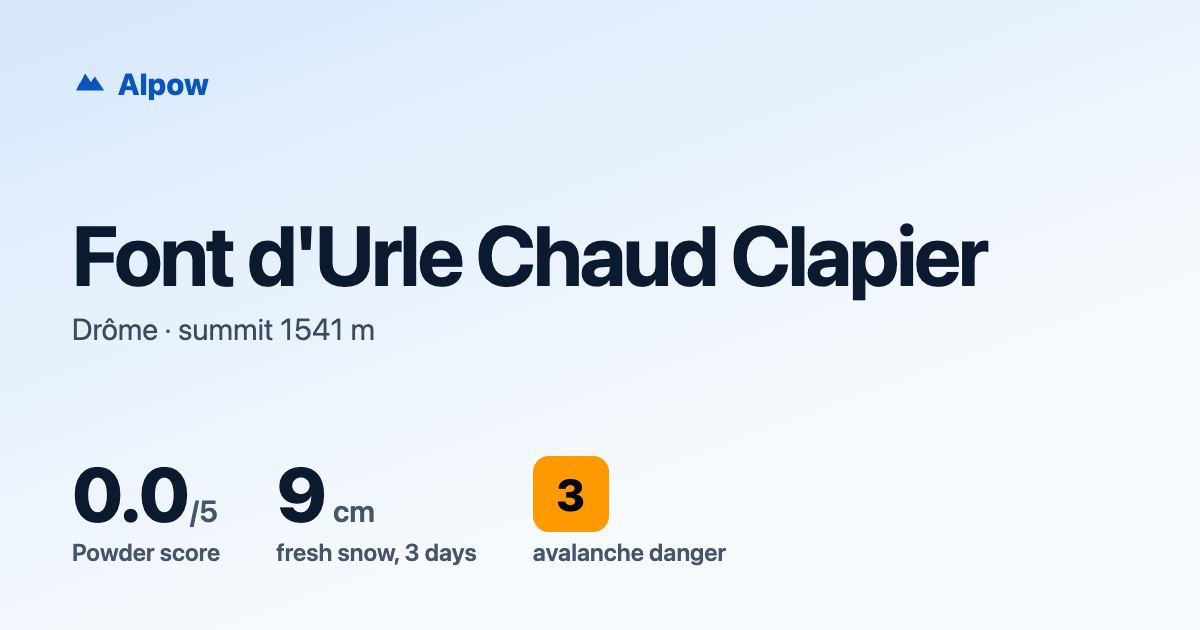 Alpow
Font d'Urle Chaud Clapier
Drôme · summit 1541 m
0.0/5 9 cm 3
Powder score fresh snow, 3 days avalanche danger